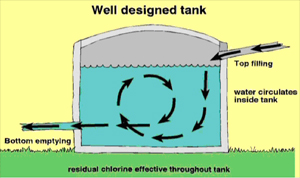 Well designed tank
Top filling
water circulates
inside tank
Bottom emptying
residual chlorine effective throughout tank